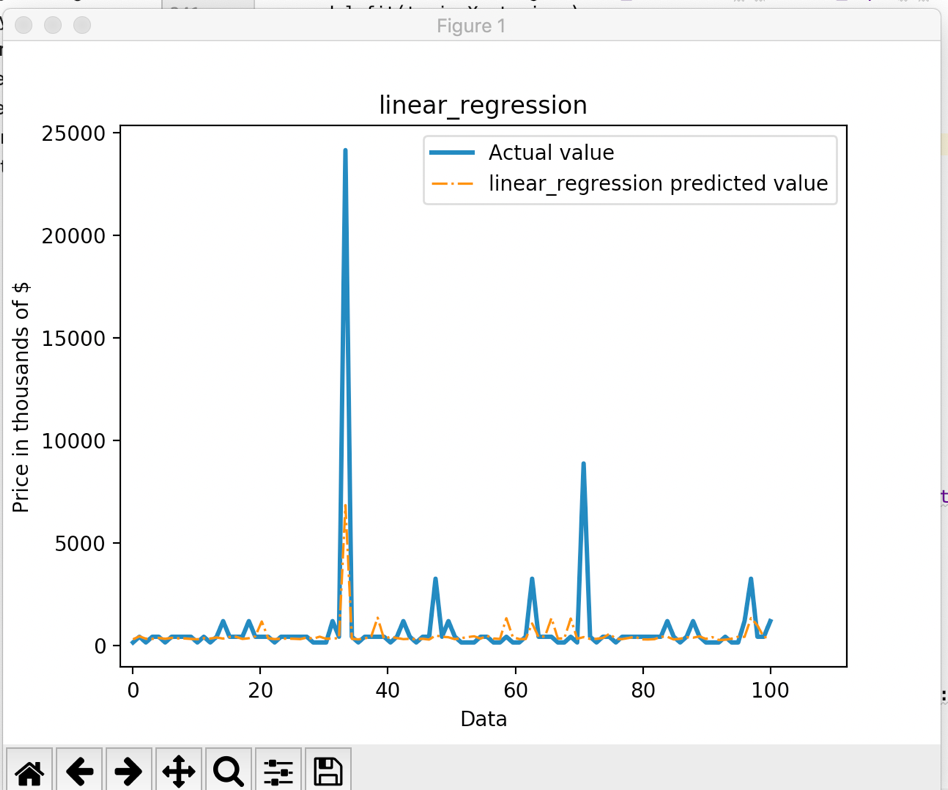 Figure 1
linear_regression
Actual value
linear_regression predicted value
25000
20000
15000
10000
5000
0
Price in thousands of $
0 20 40 60 80 100
Data